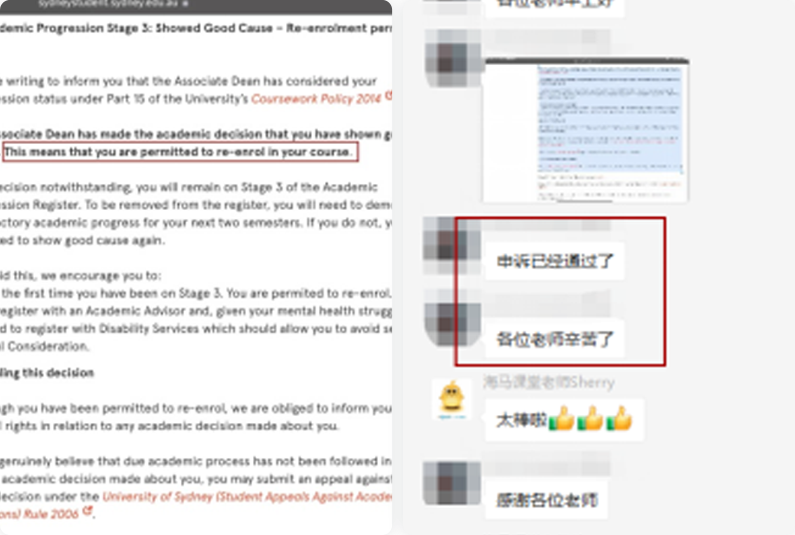 sydneystudent.sydney.edu.au
demic Progression Stage 3: Showed Good Cause – Re-enrolment per
writing to inform you that the Associate Dean has considered your
ession status under Part 15 of the University's Coursework Policy 2014
ssociate Dean has made the academic decision that you have shown g
This means that you are permitted to re-enrol in your course.
ecision notwithstanding, you will remain on Stage 3 of the Academic
ession Register. To be removed from the register, you will need to dem
ctory academic progress for your next two semesters. If you do not, y
ed to show good cause again.
id this, we encourage you to:
the first time you have been on Stage 3. You are permited to re-enrol.
register with an Academic Advisor and, given your mental health strugg
d to register with Disability Services which should allow you to avoid se
l Consideration.
ling this decision
gh you have been permitted to re-enrol, we are obliged to inform you
l rights in relation to any academic decision made about you.
genuinely believe that due academic process has not been followed in
academic decision made about you, you may submit an appeal against
decision under the University of Sydney (Student Appeals Against Acade
ons) Rule 2006.
各位老师早上好
申诉已经通过了
各位老师辛苦了
海马课堂老师Sherry
太棒啦👍👍👍
感谢各位老师